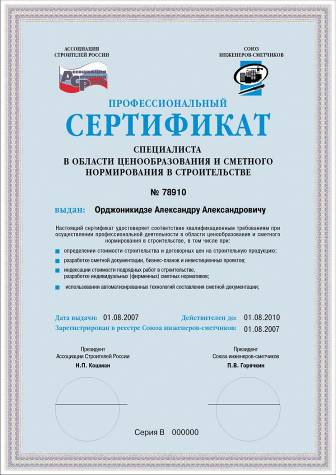 АССОЦИАЦИЯ
СТРОИТЕЛЕЙ РОССИИ
СОЮЗ
ИНЖЕНЕРОВ-СМЕТЧИКОВ
АССОЦИАЦИЯ
ПРОФЕССИОНАЛЬНЫЙ
СЕРТИФИКАТ
СПЕЦИАЛИСТА
В ОБЛАСТИ ЦЕНООБРАЗОВАНИЯ И СМЕТНОГО
НОРМИРОВАНИЯ В СТРОИТЕЛЬСТВЕ
№ 78910
выдан: Орджоникидзе Александру Александровичу
Настоящий сертификат удостоверяет соответствие квалификационным требованиям при
осуществлении профессиональной деятельности в области ценообразования и сметного
нормирования в строительстве, в том числе при:
определении стоимости строительства и договорных цен на строительную продукцию;
разработке сметной документации, бизнес-планов и инвестиционных проектов;
индексации стоимости подрядных работ в строительстве,
разработке индивидуальных (фирменных) сметных нормативов;
использовании автоматизированных технологий составления сметной документации;
Дата выдачи: 01.08.2007 Действителен до: 01.08.2010
Зарегистрирован в реестре Союза инженеров-сметчиков: 01.08.2007
Президент
Ассоциации Строителей России
Н.П. Кошман
Президент
Союза инженеров-сметчиков
П.В. Горячкин
Серия В 000000